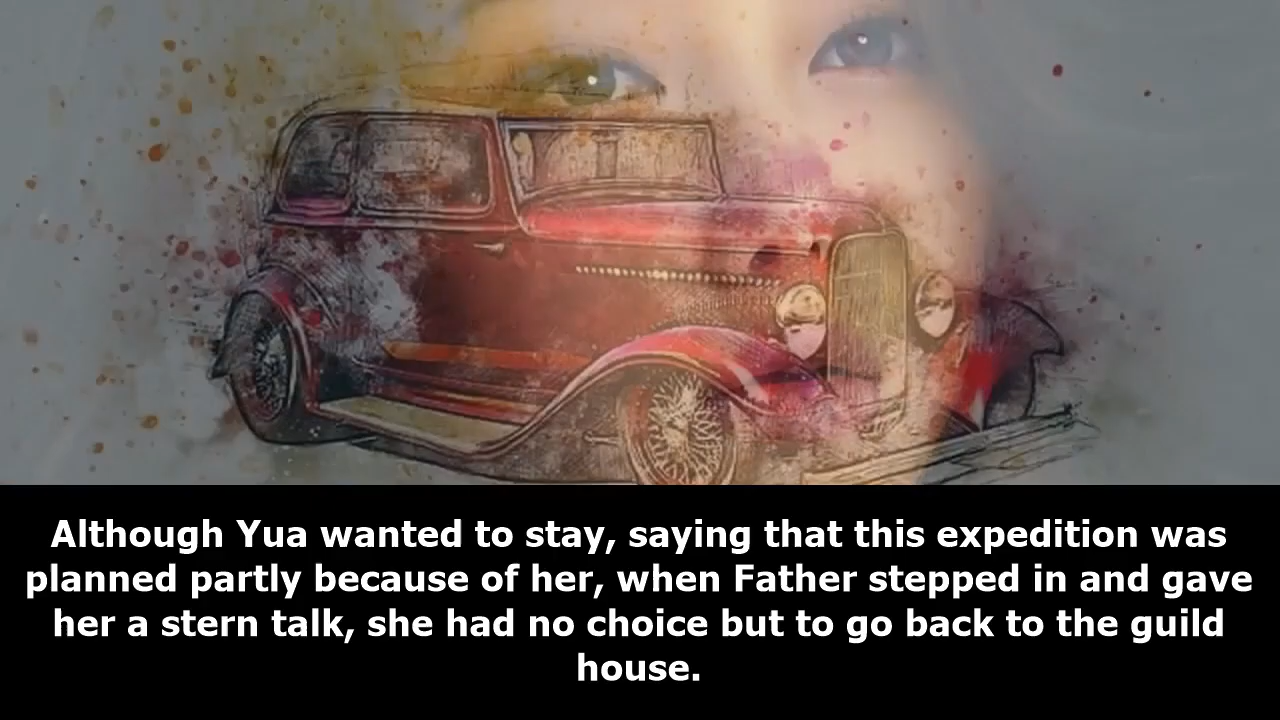 Although Yua wanted to stay, saying that this expedition was
planned partly because of her, when Father stepped in and gave
her a stern talk, she had no choice but to go back to the guild
house.